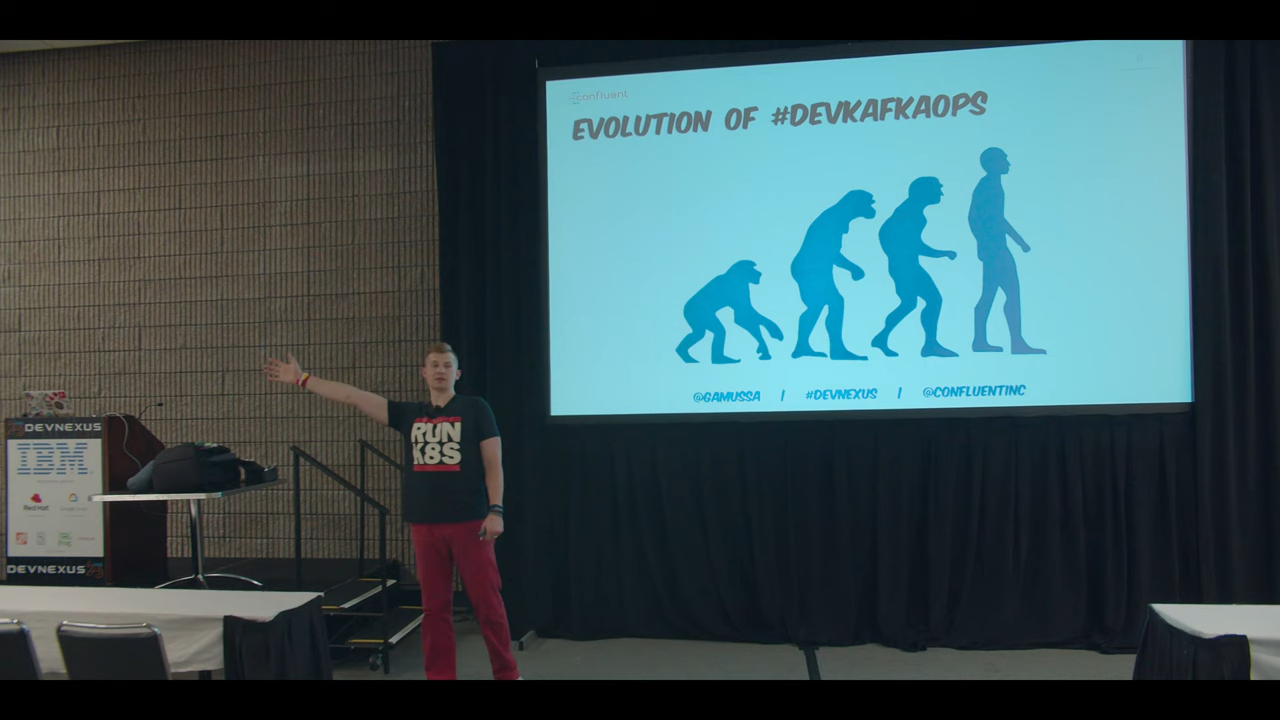 confluent
EVOLUTION OF #DEVKAFKAOPS
@GAMUSSA | #DEVNEXUS | @CONFLUENTINC
RUN
K8S
DEVNEXUS
IBM
Red Hat
DEVNEXUS